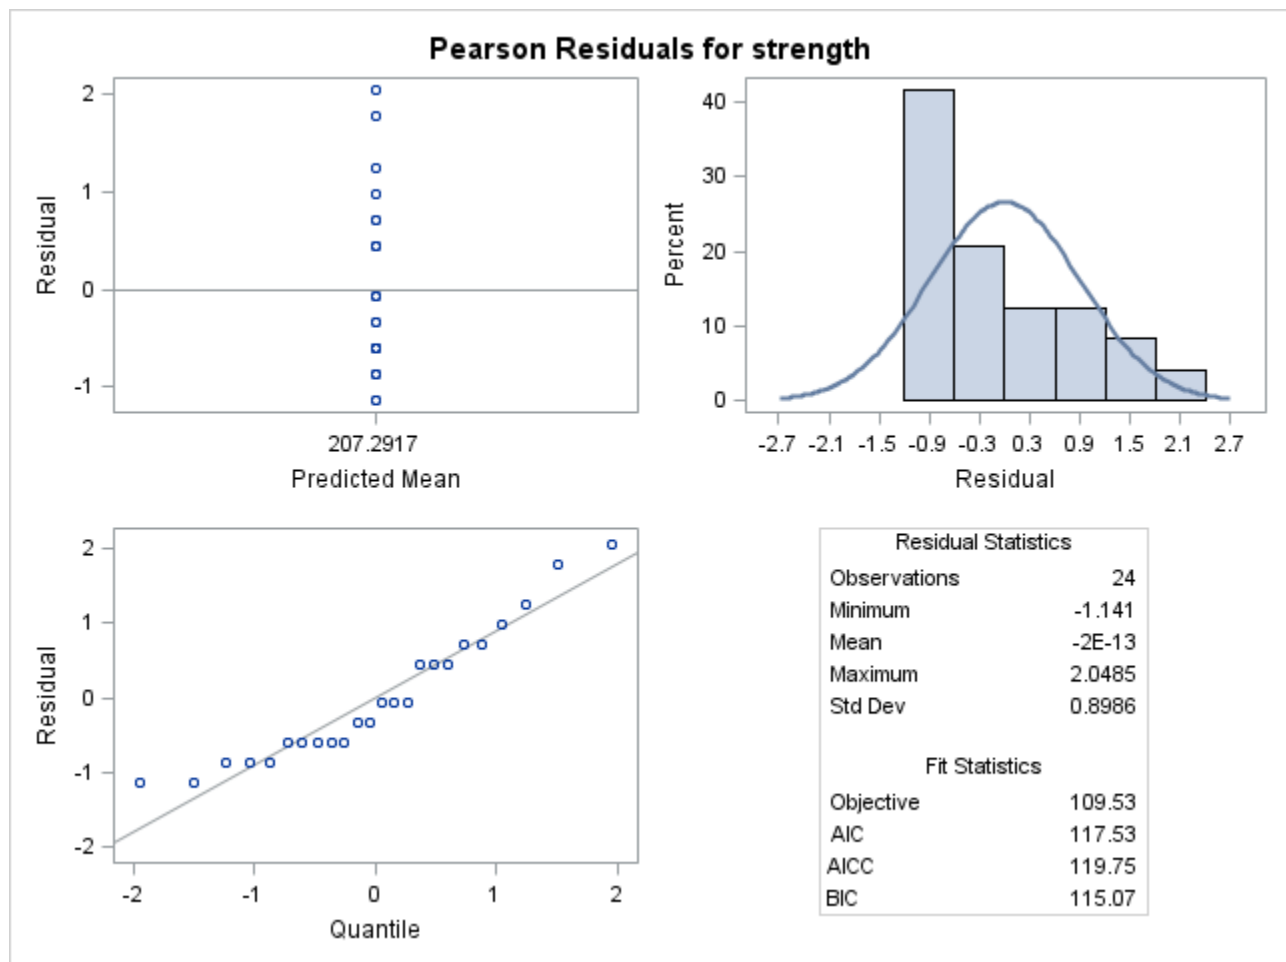 Pearson Residuals for strength
Residual
2
1
0
-1
207.2917
Predicted Mean
Percent
40
30
20
10
0
-2.7 -2.1 -1.5 -0.9 -0.3 0.3 0.9 1.5 2.1 2.7
Residual
Residual
2
1
0
-1
-2
-2 -1 0 1 2
Quantile
Residual Statistics
Observations 24
Minimum -1.141
Mean -2E-13
Maximum 2.0485
Std Dev 0.8986
Fit Statistics
Objective 109.53
AIC 117.53
AICC 119.75
BIC 115.07